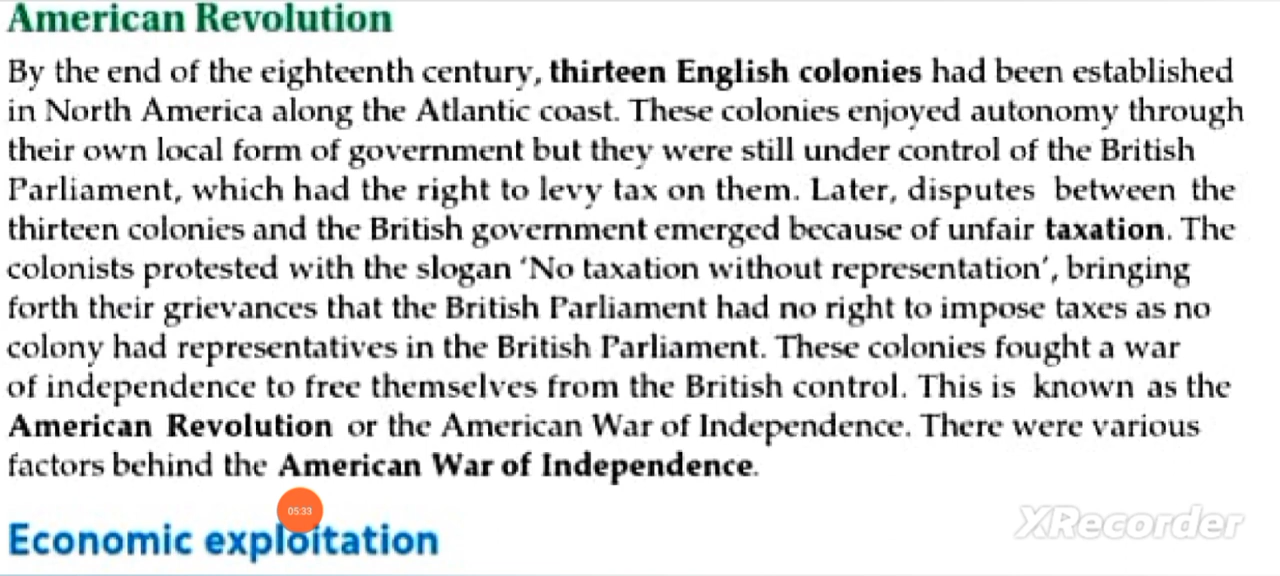 American Revolution
By the end of the eighteenth century, thirteen English colonies had been established
in North America along the Atlantic coast. These colonies enjoyed autonomy through
their own local form of government but they were still under control of the British
Parliament, which had the right to levy tax on them. Later, disputes between the
thirteen colonies and the British government emerged because of unfair taxation. The
colonists protested with the slogan ‘No taxation without representation’, bringing
forth their grievances that the British Parliament had no right to impose taxes as no
colony had representatives in the British Parliament. These colonies fought a war
of independence to free themselves from the British control. This is known as the
American Revolution or the American War of Independence. There were various
factors behind the American War of Independence.
05:33
Economic exploitation
XRecorder